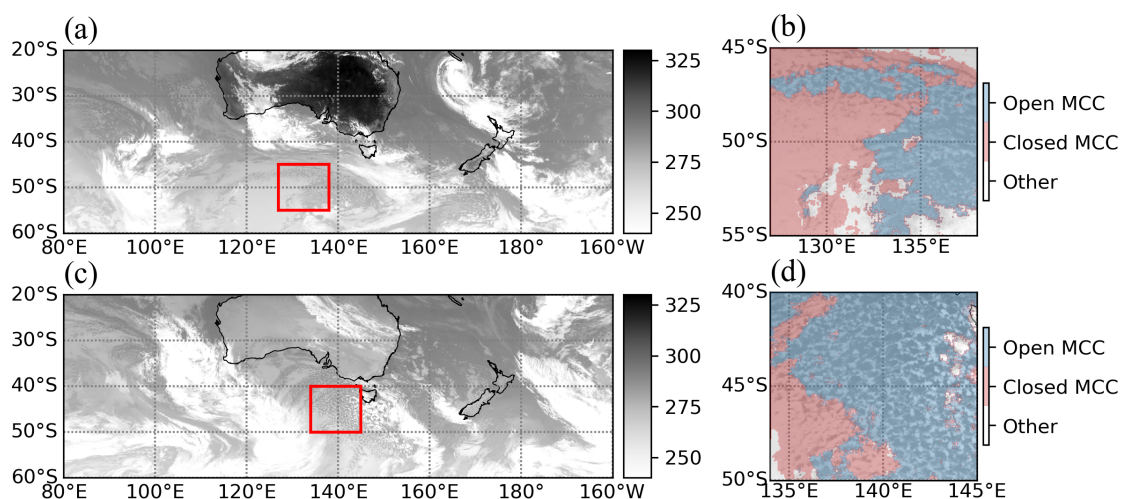 (a)
20°S
30°S
40°S
50°S
60°S
80°E 100°E 120°E 140°E 160°E 180° 160°W
325
300
275
250
(b)
45°S
50°S
55°S
130°E 135°E
Open MCC
Closed MCC
Other
(c)
20°S
30°S
40°S
50°S
60°S
80°E 100°E 120°E 140°E 160°E 180° 160°W
325
300
275
250
(d)
40°S
45°S
50°S
135°E 140°E 145°E
Open MCC
Closed MCC
Other